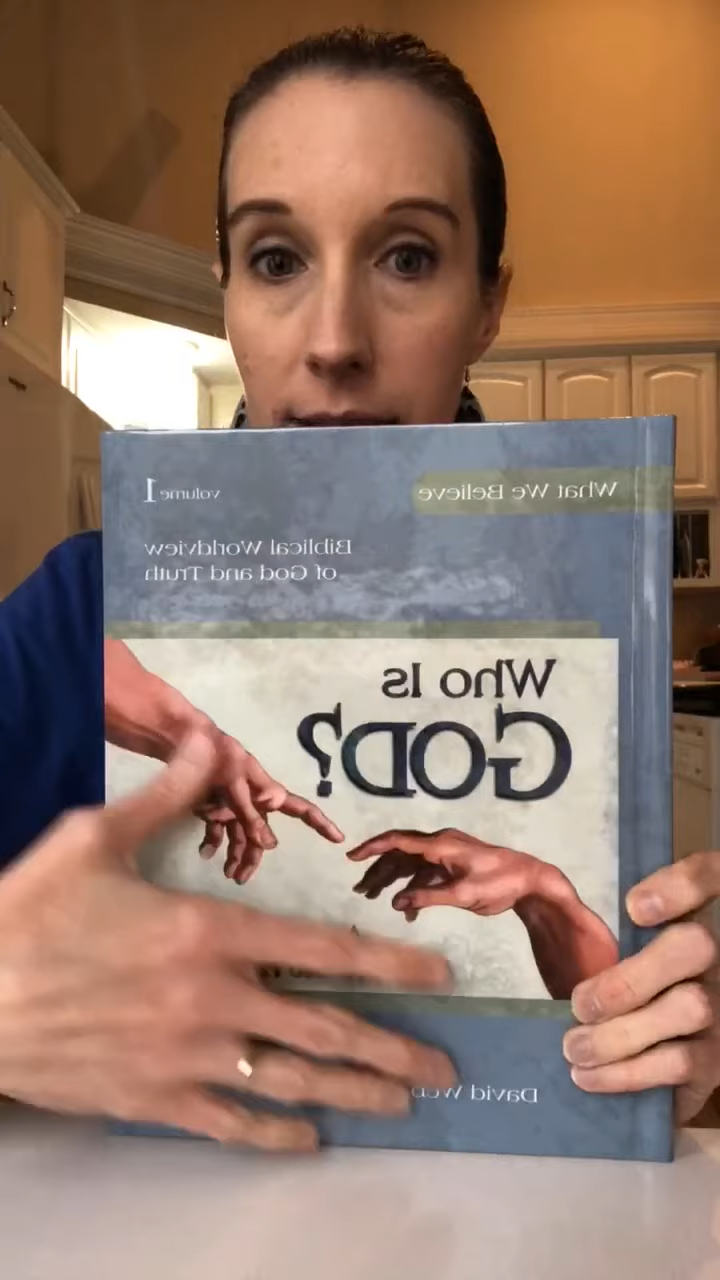 What We Believe
volume 1
Biblical Worldview
of God and Truth
Who Is
GOD?
David